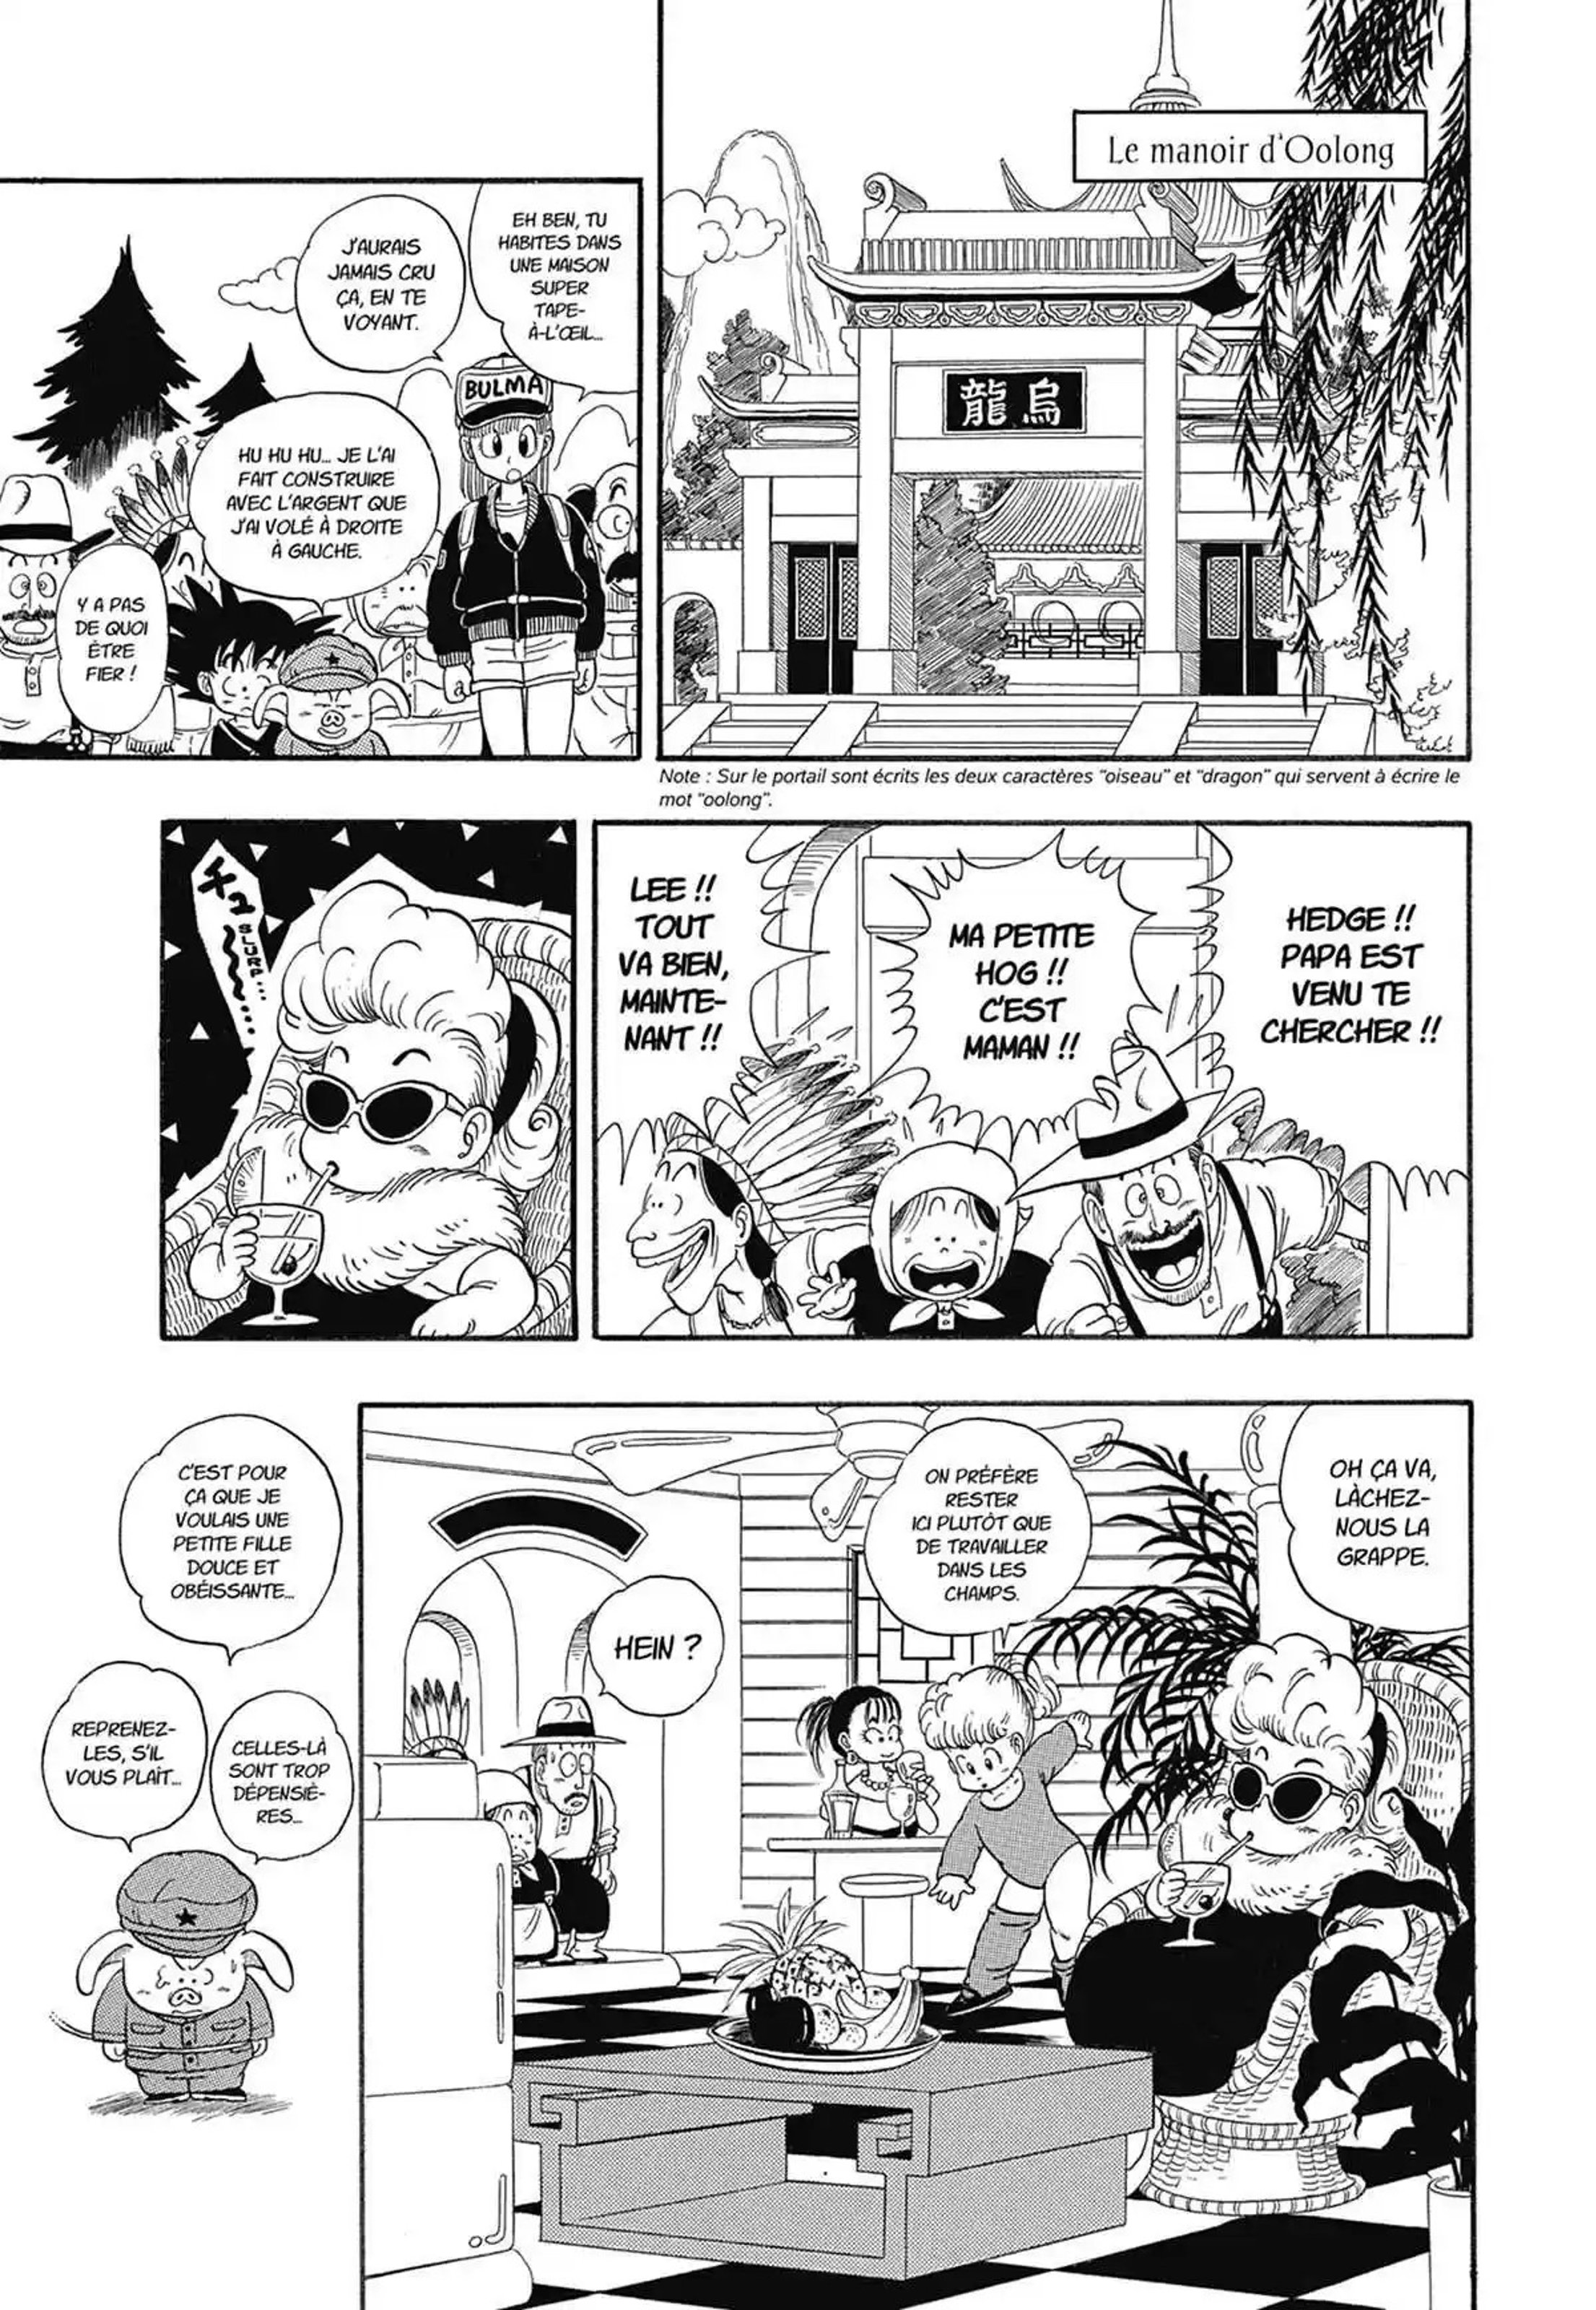 Le manoir d'Oolong
龍烏
Note : Sur le portail sont écrits les deux caractères "oiseau" et "dragon" qui servent à écrire le
mot "oolong".
EH BEN, TU
HABITES DANS
UNE MAISON
SUPER
TAPE-
À-L'ŒIL...
J'AURAIS
JAMAIS CRU
ÇA, EN TE
VOYANT.
BULMA
HU HU HU... JE L'AI
FAIT CONSTRUIRE
AVEC L'ARGENT QUE
J'AI VOLÉ À DROITE
À GAUCHE.
Y A PAS
DE QUOI
ÊTRE
FIER !
HEDGE !!
PAPA EST
VENU TE
CHERCHER !!
MA PETITE
HOG !!
C'EST
MAMAN !!
LEE !!
TOUT
VA BIEN,
MAINTE-
NANT !!
チュ
SLURP...
OH ÇA VA,
LÀCHEZ-
NOUS LA
GRAPPE.
ON PRÉFÈRE
RESTER
ICI PLUTÔT QUE
DE TRAVAILLER
DANS LES
CHAMPS.
HEIN ?
C'EST POUR
ÇA QUE JE
VOULAIS UNE
PETITE FILLE
DOUCE ET
OBÉISSANTE...
CELLES-LÀ
SONT TROP
DÉPENSIÈ-
RES...
REPRENEZ-
LES, S'IL
VOUS PLAÎT...